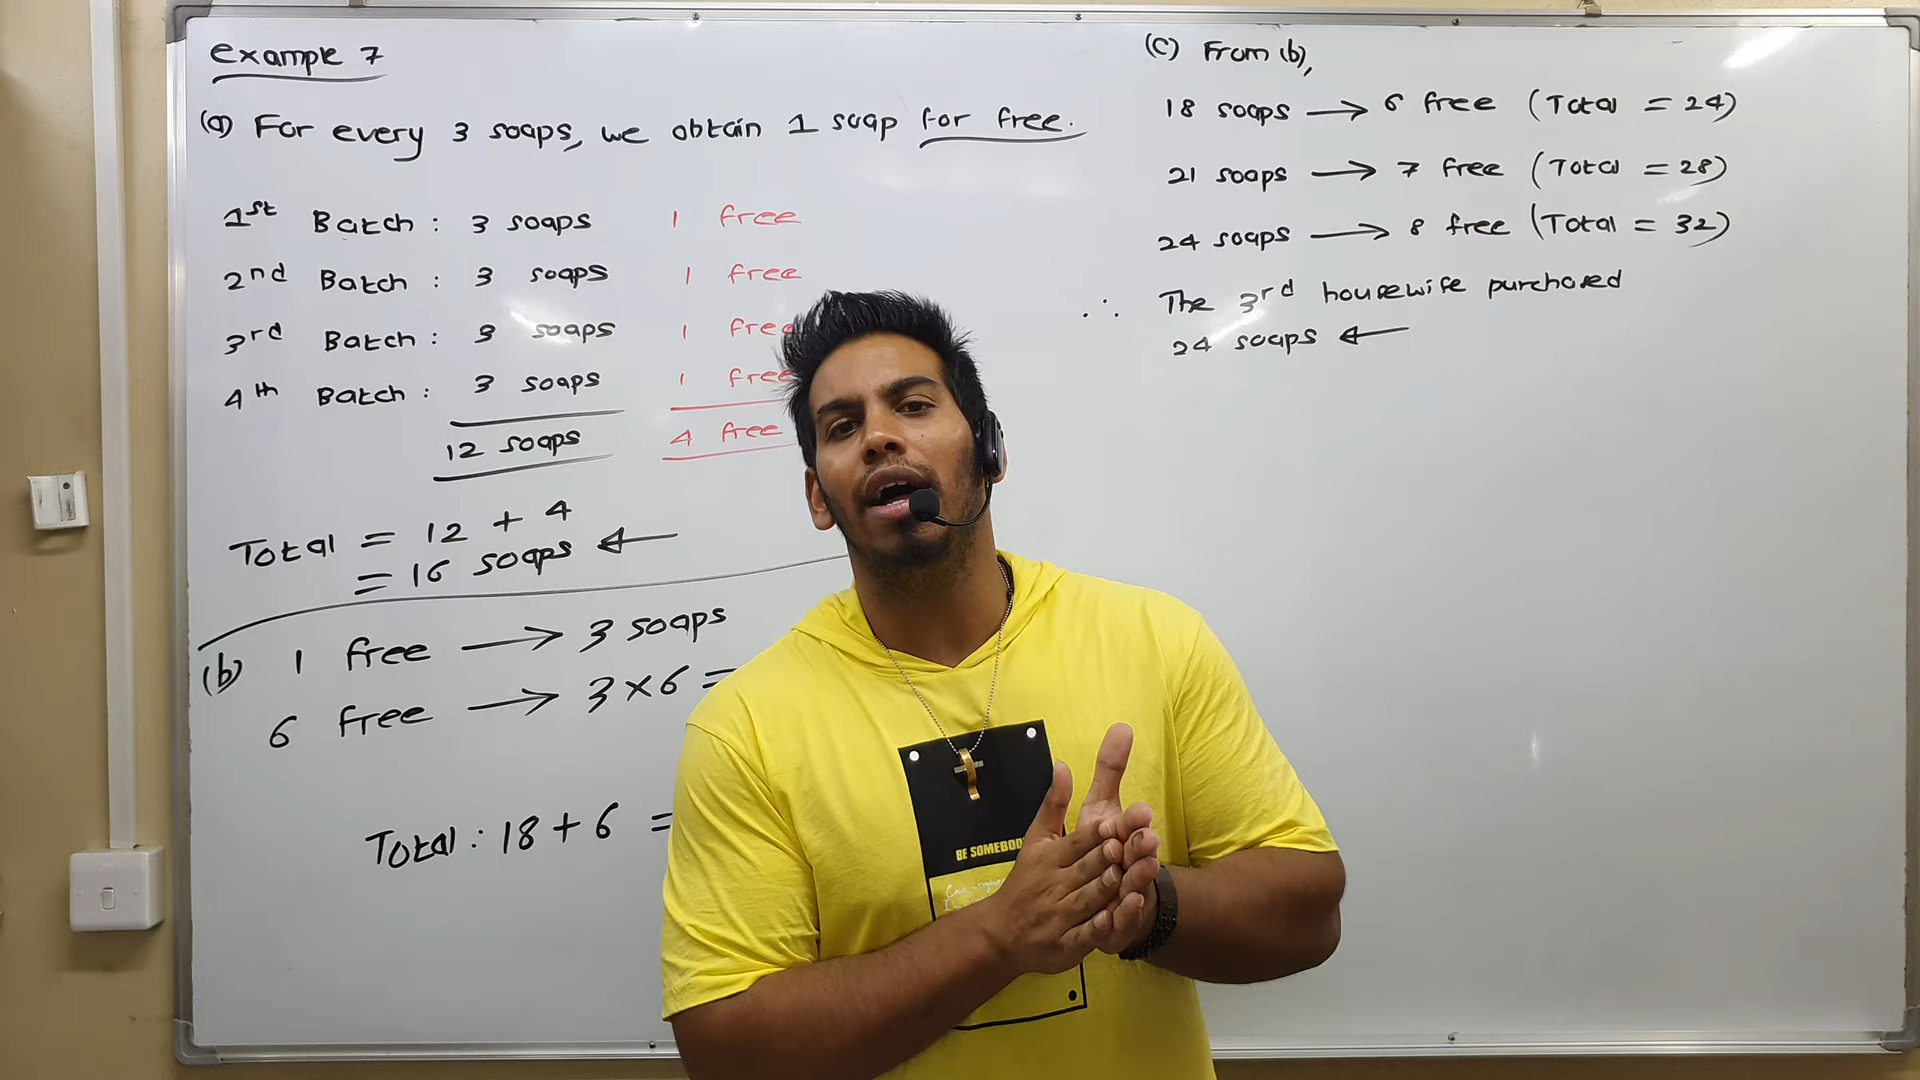 example 7
(a) For every 3 soaps, we obtain 1 soap for free.
1st Batch : 3 soaps 1 free
2nd Batch : 3 soaps 1 free
3rd Batch : 3 soaps 1 free
4th Batch : 3 soaps 1 free
12 soaps 4 free
Total = 12 + 4
= 16 soaps ←
(b) 1 free → 3 soaps
6 free → 3 × 6 =
Total : 18 + 6 =
(c) From (b),
18 soaps → 6 free (Total = 24)
21 soaps → 7 free (Total = 28)
24 soaps → 8 free (Total = 32)
∴ The 3rd housewife purchased
24 soaps ←
BE SOMEBO